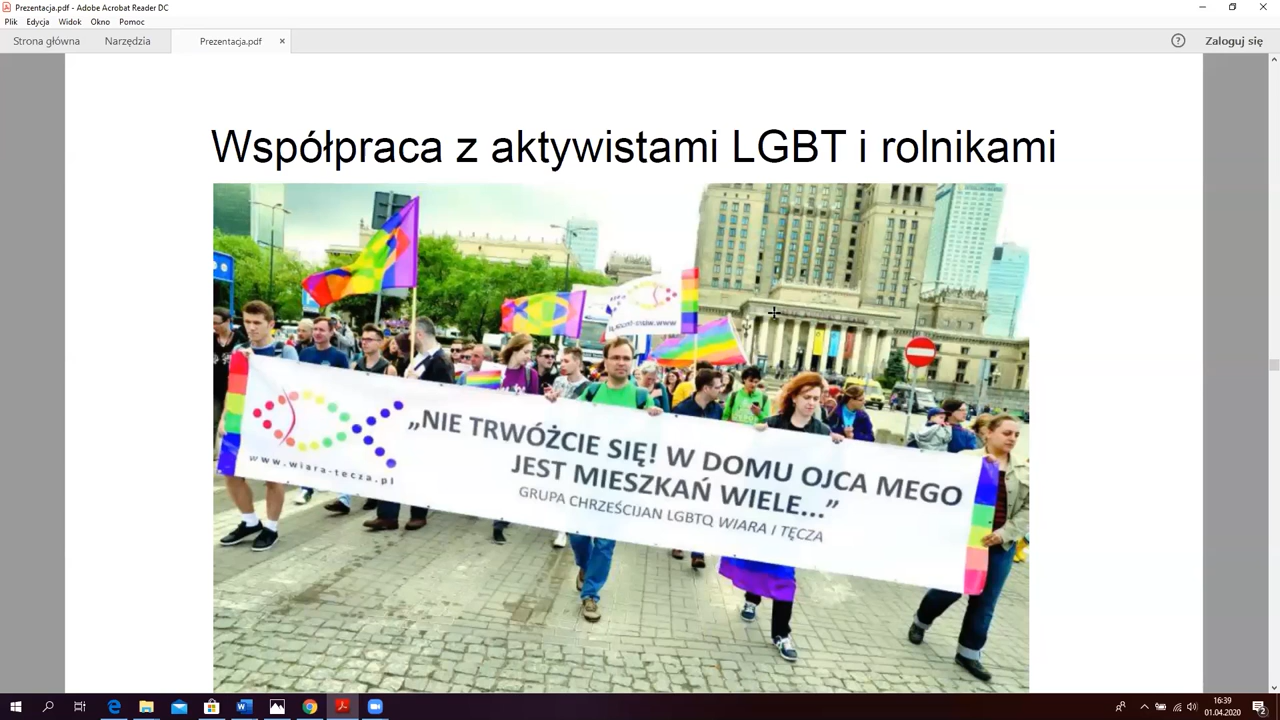 Prezentacja.pdf - Adobe Acrobat Reader DC
Plik Edycja Widok Okno Pomoc
Strona główna Narzędzia Prezentacja.pdf × ? Zaloguj się
Współpraca z aktywistami LGBT i rolnikami
„NIE TRWÓŻCIE SIĘ! W DOMU OJCA MEGO
JEST MIESZKAŃ WIELE...”
GRUPA CHRZEŚCIJAN LGBTQ WIARA I TĘCZA
www.wiara-tecza.pl
16:39
01.04.2020
2